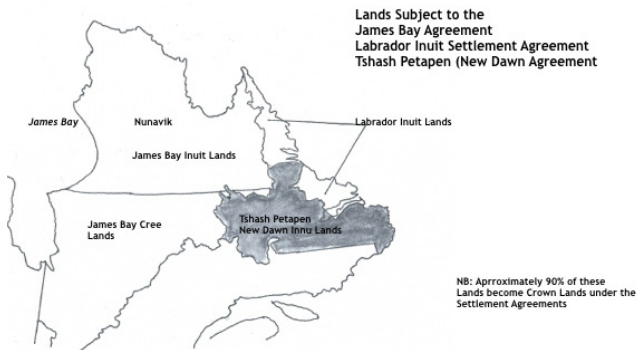 Lands Subject to the
James Bay Agreement
Labrador Inuit Settlement Agreement
Tshash Petapen (New Dawn Agreement
James Bay
Nunavik
Labrador Inuit Lands
James Bay Inuit Lands
Tshash Petapen
New Dawn Innu Lands
James Bay Cree
Lands
NB: Aprroximately 90% of these
Lands become Crown Lands under the
Settlement Agreements